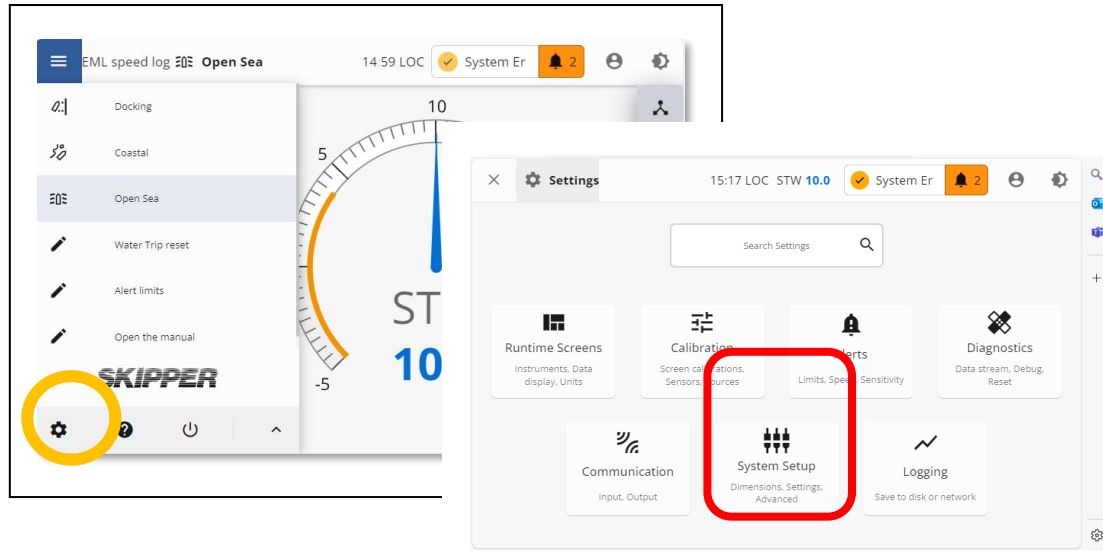 EML speed log Open Sea
14:59 LOC
System Er
2
Docking
Coastal
Open Sea
Water Trip reset
Alert limits
Open the manual
SKIPPER
10
5
-5
ST
10
Settings
15:17 LOC STW 10.0
System Er
2
Search Settings
Runtime Screens
Instruments, Data
display, Units
Calibration
Screen calibrations,
Sensors, Sources
Limits, Speed, Sensitivity
Diagnostics
Data stream, Debug,
Reset
Communication
Input, Output
System Setup
Dimensions, Settings,
Advanced
Logging
Save to disk or network